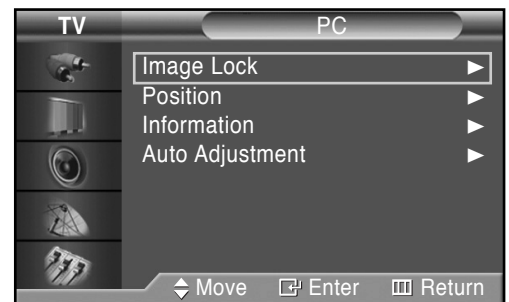 TV PC
Image Lock
Position
Information
Auto Adjustment
Move Enter Return